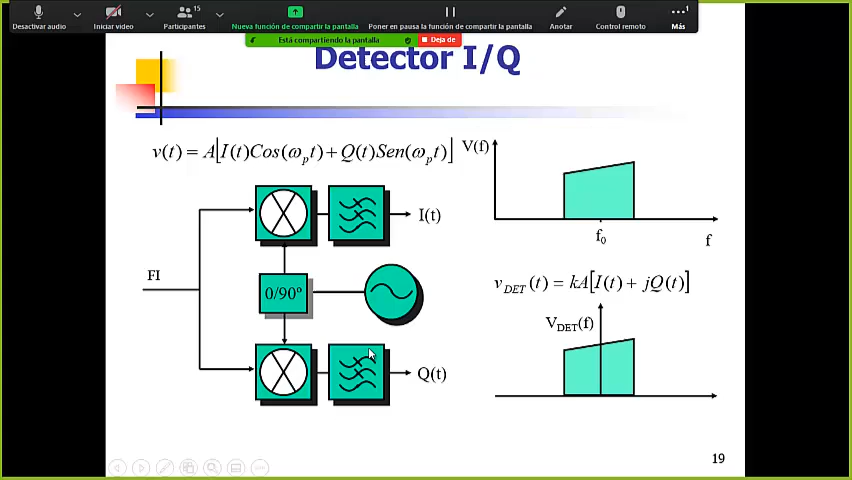 Desactivar audio
Iniciar video
15
Participantes
Nueva función de compartir la pantalla
Poner en pausa la función de compartir la pantalla
Anotar
Control remoto
1
Más
Está compartiendo la pantalla
Deja de
Detector I/Q
v(t) = A[I(t)Cos(ω_p t) + Q(t)Sen(ω_p t)]
V(f)
I(t)
f₀
f
FI
0/90º
v_DET(t) = kA[I(t) + jQ(t)]
V_DET(f)
Q(t)
19